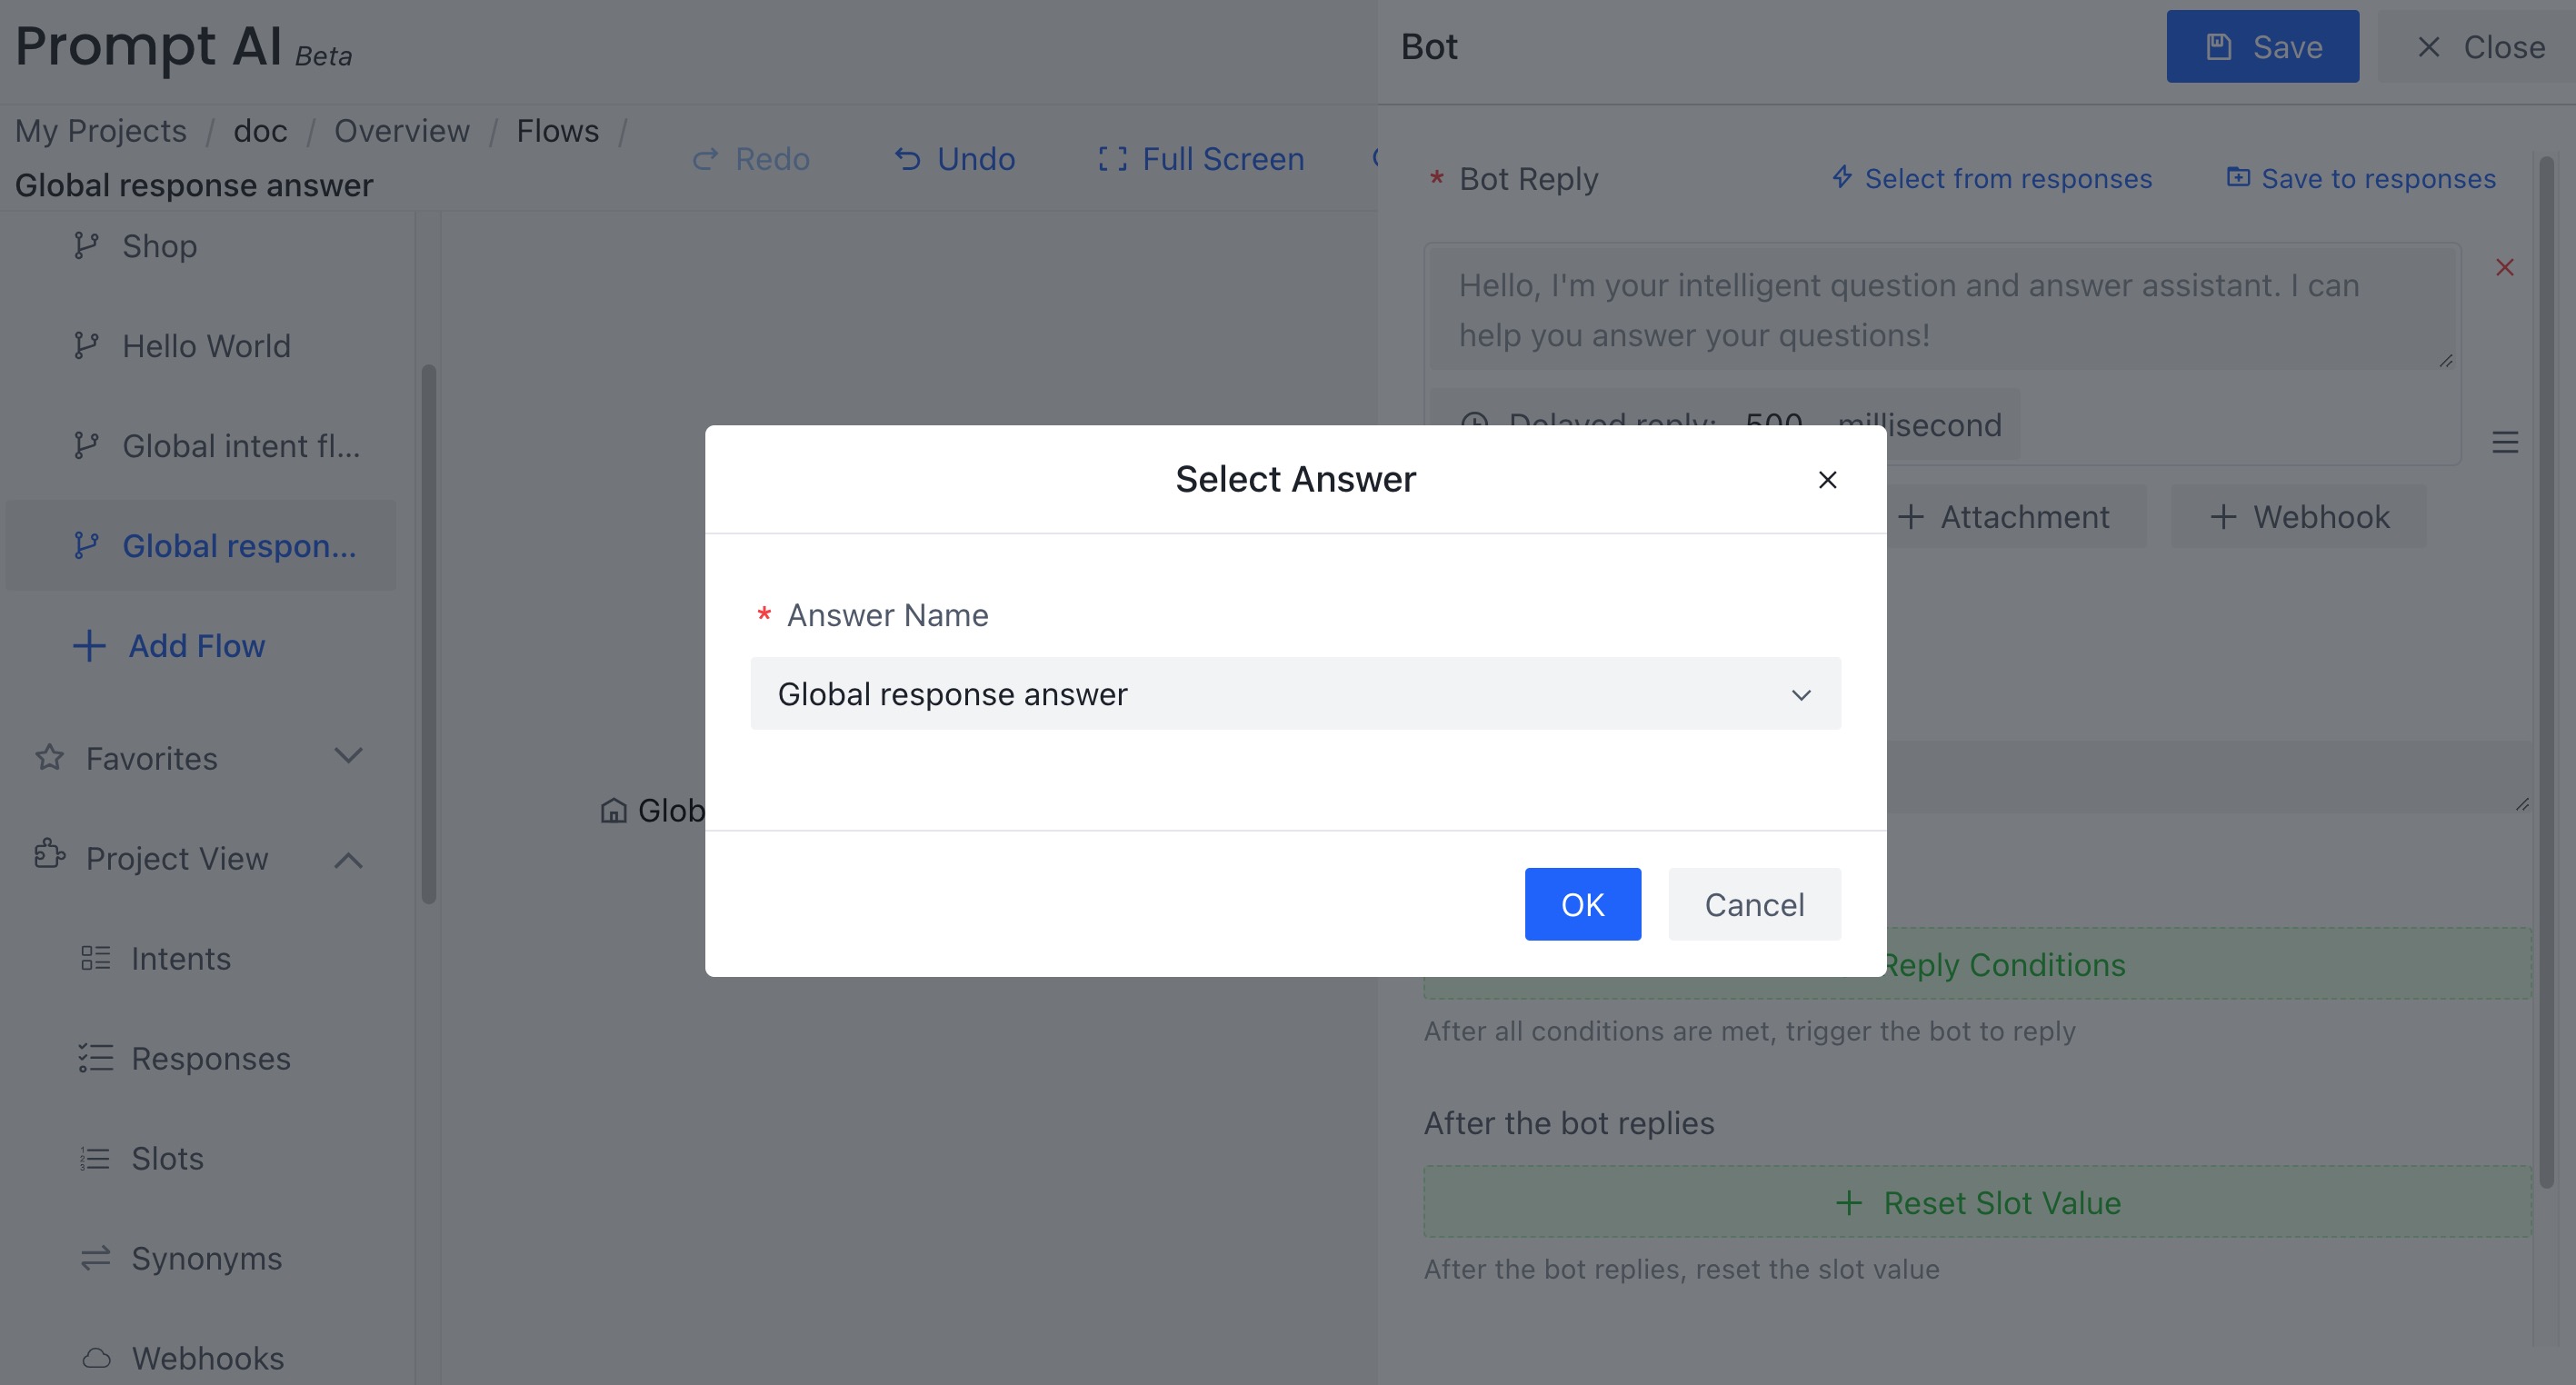 Prompt AI Beta
Bot
Save
Close
My Projects / doc / Overview / Flows /
Global response answer
Redo
Undo
Full Screen
* Bot Reply
Select from responses
Save to responses
Shop
Hello World
Global intent fl...
Global respon...
Add Flow
Favorites
Project View
Intents
Responses
Slots
Synonyms
Webhooks
Glob
Hello, I'm your intelligent question and answer assistant. I can
help you answer your questions!
Delayed reply: 500 millisecond
Attachment
Webhook
Select Answer
* Answer Name
Global response answer
OK
Cancel
Reply Conditions
After all conditions are met, trigger the bot to reply
After the bot replies
+ Reset Slot Value
After the bot replies, reset the slot value